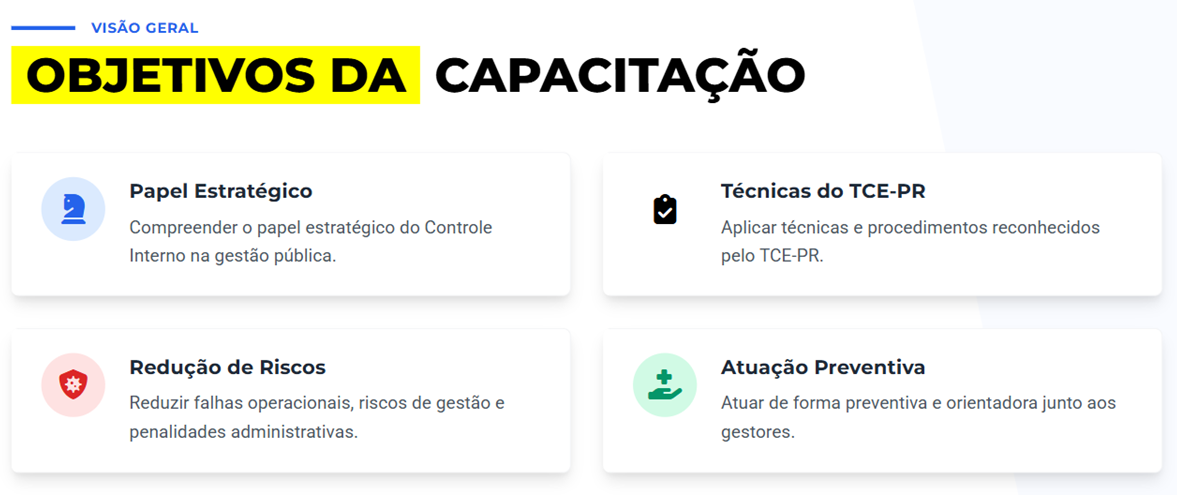 VISÃO GERAL
OBJETIVOS DA CAPACITAÇÃO
Papel Estratégico
Compreender o papel estratégico do Controle
Interno na gestão pública.
Técnicas do TCE-PR
Aplicar técnicas e procedimentos reconhecidos
pelo TCE-PR.
Redução de Riscos
Reduzir falhas operacionais, riscos de gestão e
penalidades administrativas.
Atuação Preventiva
Atuar de forma preventiva e orientadora junto aos
gestores.